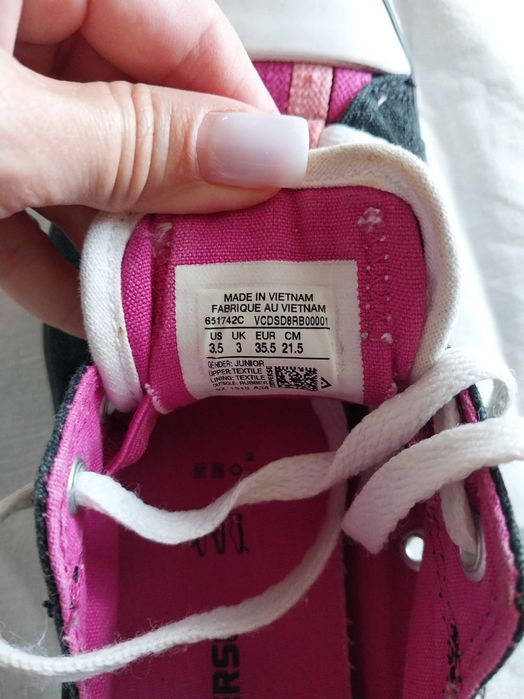 MADE IN VIETNAM
FABRIQUE AU VIETNAM
651742C VCDSD8RB00001
US UK EUR CM
3.5 3 35.5 21.5
GENDER: JUNIOR
UPPER: TEXTILE
LINING: TEXTILE
OUTSOLE: RUBBER